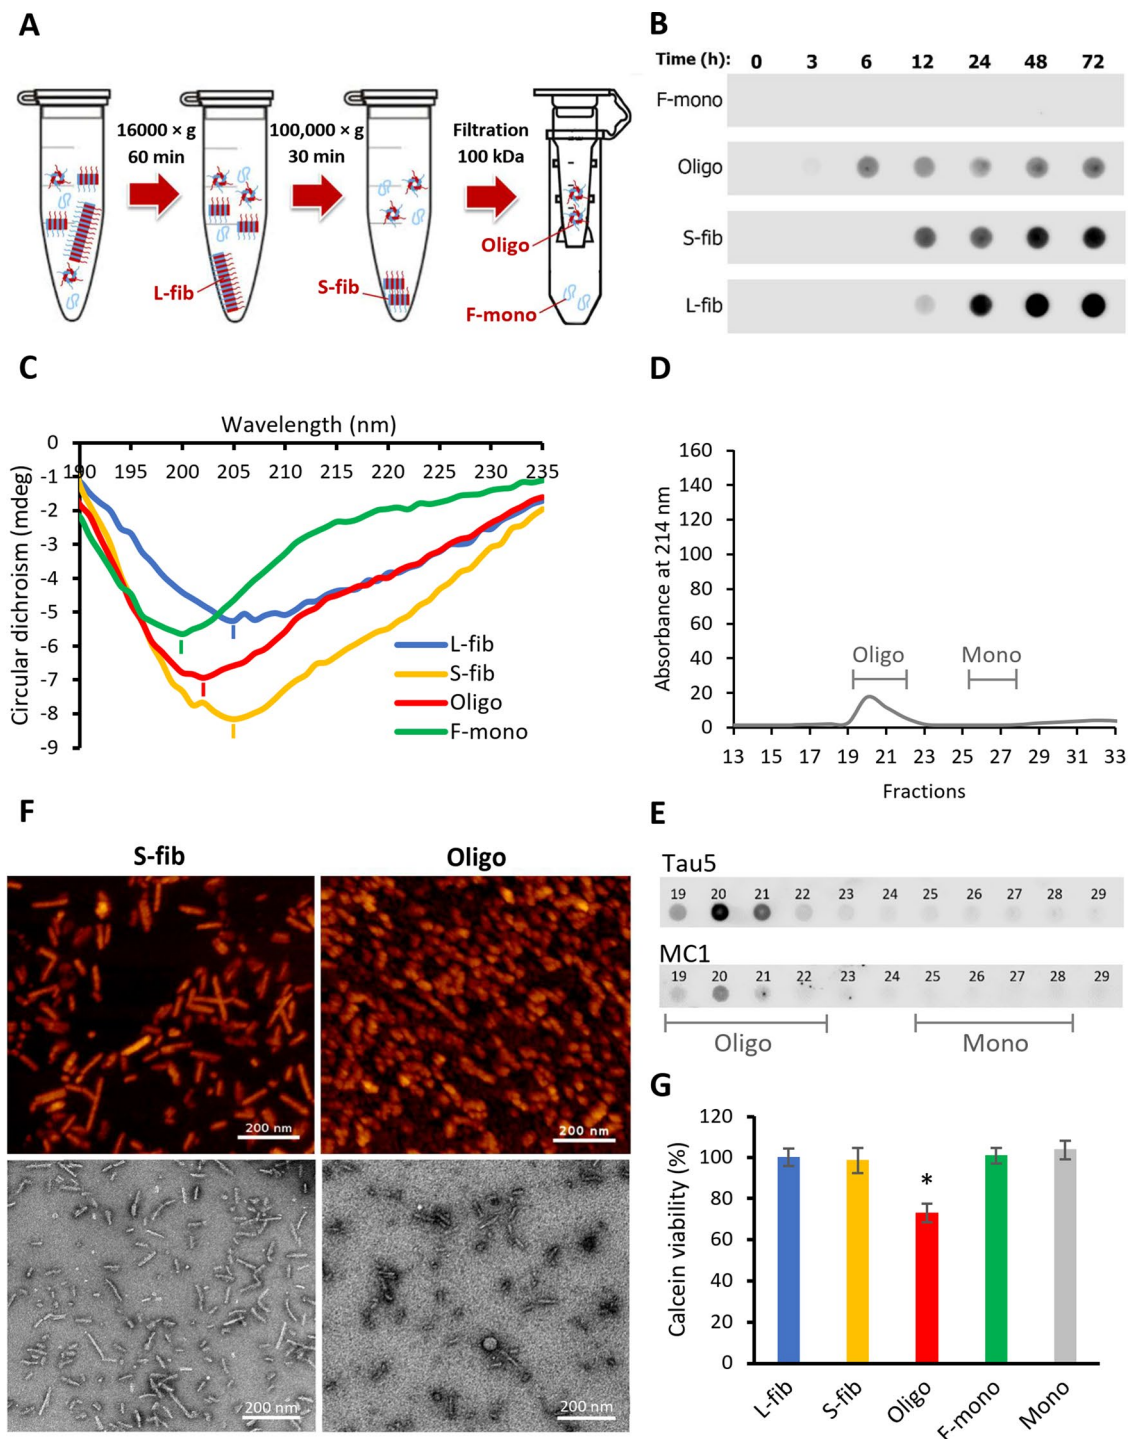 A
16000 × g
60 min
100,000 × g
30 min
Filtration
100 kDa
L-fib
S-fib
Oligo
F-mono
B
Time (h): 0 3 6 12 24 48 72
F-mono
Oligo
S-fib
L-fib
C
Wavelength (nm)
190 195 200 205 210 215 220 225 230 235
0
-1
-2
-3
-4
-5
-6
-7
-8
-9
Circular dichroism (mdeg)
L-fib
S-fib
Oligo
F-mono
D
160
140
120
100
80
60
40
20
0
Absorbance at 214 nm
Oligo Mono
13 15 17 19 21 23 25 27 29 31 33
Fractions
F
S-fib Oligo
200 nm
200 nm
200 nm
200 nm
E
Tau5
19 20 21 22 23 24 25 26 27 28 29
MC1
19 20 21 22 23 24 25 26 27 28 29
Oligo Mono
G
120
100
80
60
40
20
0
Calcein viability (%)
*
L-fib S-fib Oligo F-mono Mono